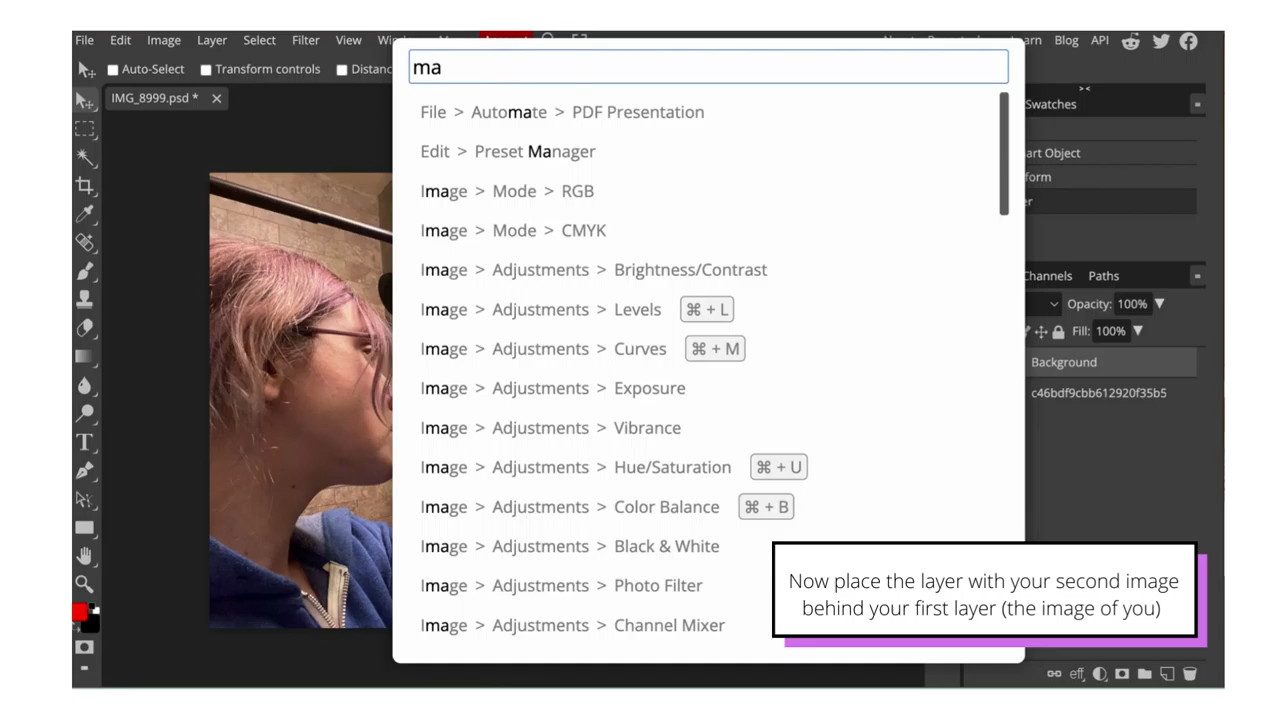 File Edit Image Layer Select Filter View
Blog API
Auto-Select Transform controls
IMG_8999.psd *
Swatches
ma
File > Automate > PDF Presentation
Edit > Preset Manager
Image > Mode > RGB
Image > Mode > CMYK
Image > Adjustments > Brightness/Contrast
Image > Adjustments > Levels ⌘ + L
Image > Adjustments > Curves ⌘ + M
Image > Adjustments > Exposure
Image > Adjustments > Vibrance
Image > Adjustments > Hue/Saturation ⌘ + U
Image > Adjustments > Color Balance ⌘ + B
Image > Adjustments > Black & White
Image > Adjustments > Photo Filter
Image > Adjustments > Channel Mixer
Object
Channels Paths
Opacity: 100%
Fill: 100%
Background
c46bdf9cbb612920f35b5
Now place the layer with your second image
behind your first layer (the image of you)
eff